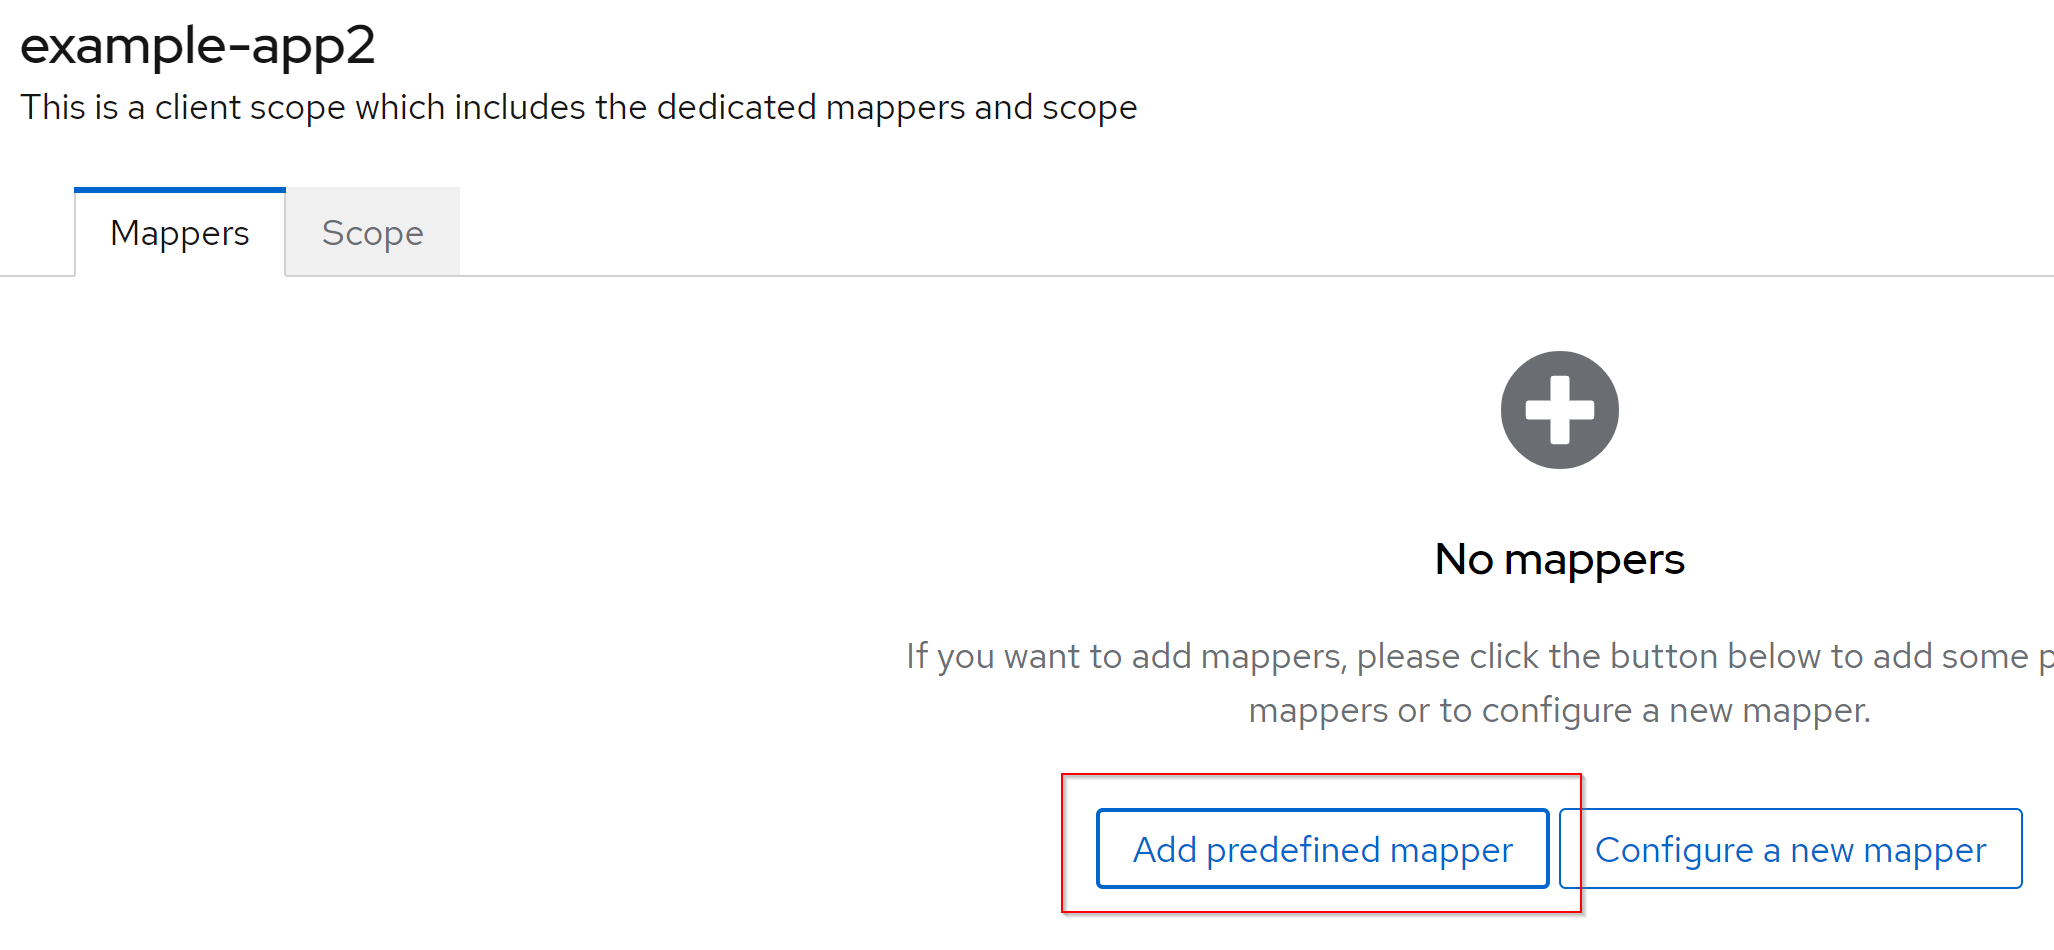 example-app2
This is a client scope which includes the dedicated mappers and scope
Mappers
Scope
No mappers
If you want to add mappers, please click the button below to add some
mappers or to configure a new mapper.
Add predefined mapper
Configure a new mapper